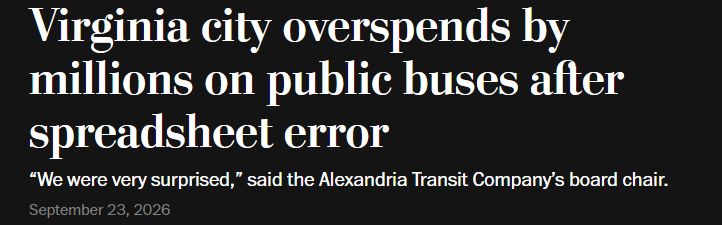 Virginia city overspends by
millions on public buses after
spreadsheet error
“We were very surprised,” said the Alexandria Transit Company’s board chair.
September 23, 2026